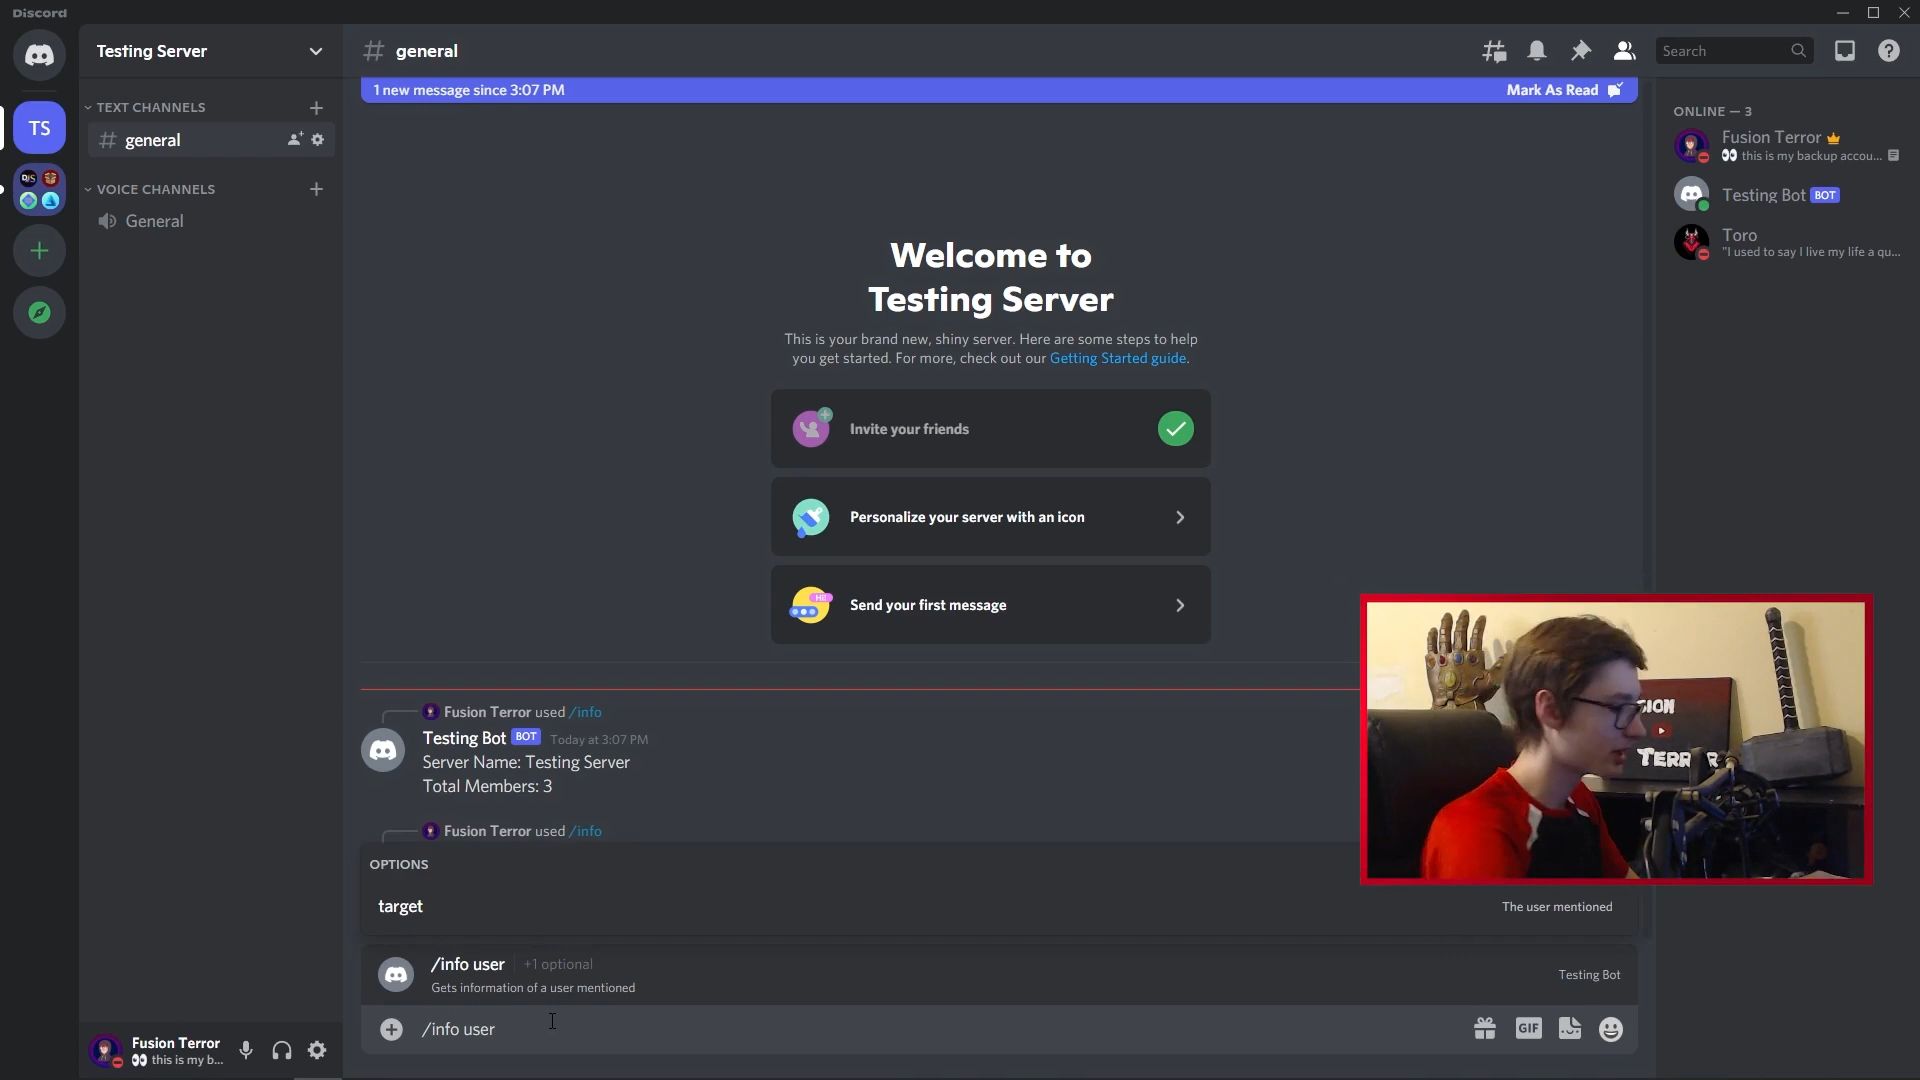 Discord
Testing Server
general
Search
1 new message since 3:07 PM
Mark As Read
TEXT CHANNELS
general
VOICE CHANNELS
General
TS
ONLINE — 3
Fusion Terror
this is my backup accou...
Testing Bot BOT
Toro
"I used to say I live my life a qu...
Welcome to
Testing Server
This is your brand new, shiny server. Here are some steps to help
you get started. For more, check out our Getting Started guide.
Invite your friends
Personalize your server with an icon
Hi!
Send your first message
Fusion Terror used /info
Testing Bot BOT Today at 3:07 PM
Server Name: Testing Server
Total Members: 3
Fusion Terror used /info
OPTIONS
target
The user mentioned
/info user +1 optional
Gets information of a user mentioned
Testing Bot
/info user
GIF
Fusion Terror
this is my b...